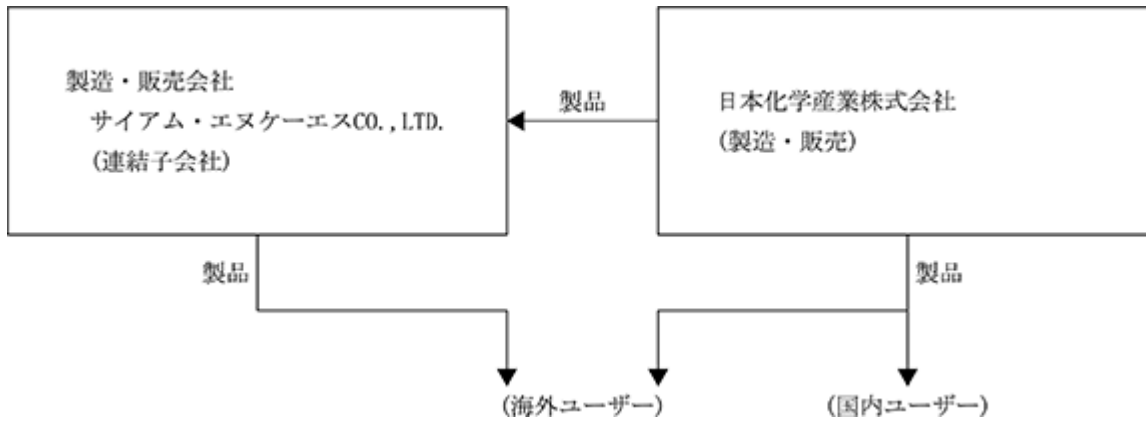 製造・販売会社
サイアム・エヌケーエスCO.,LTD.
(連結子会社)
製品
日本化学産業株式会社
(製造・販売)
製品
製品
(海外ユーザー)
(国内ユーザー)